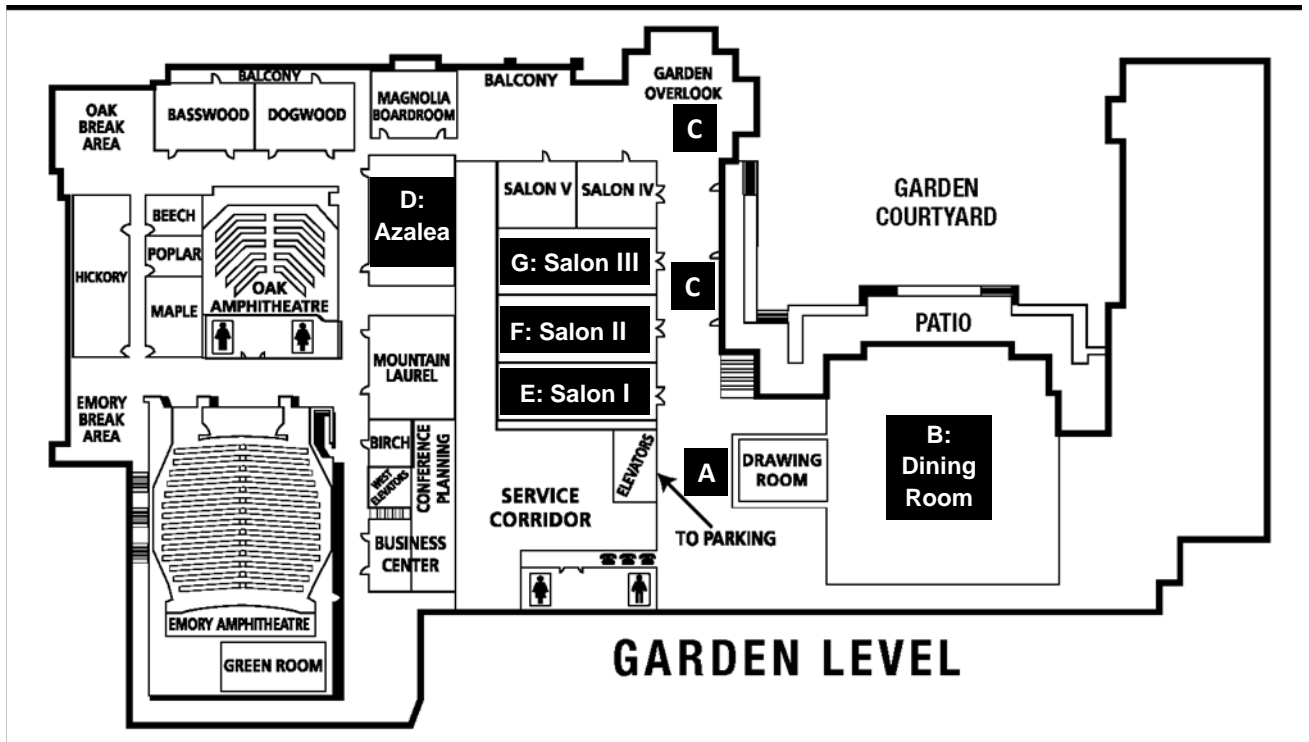 BALCONY
BALCONY
GARDEN
OVERLOOK
OAK
BREAK
AREA
BASSWOOD
DOGWOOD
MAGNOLIA
BOARDROOM
C
D:
Azalea
SALON V
SALON IV
GARDEN
COURTYARD
BEECH
POPLAR
HICKORY
MAPLE
OAK
AMPHITHEATRE
G: Salon III
C
F: Salon II
PATIO
MOUNTAIN
LAUREL
E: Salon I
EMORY
BREAK
AREA
BIRCH
WEST
ELEVATORS
CONFERENCE
PLANNING
ELEVATORS
A
DRAWING
ROOM
B:
Dining
Room
SERVICE
CORRIDOR
TO PARKING
BUSINESS
CENTER
EMORY AMPHITHEATRE
GREEN ROOM
GARDEN LEVEL